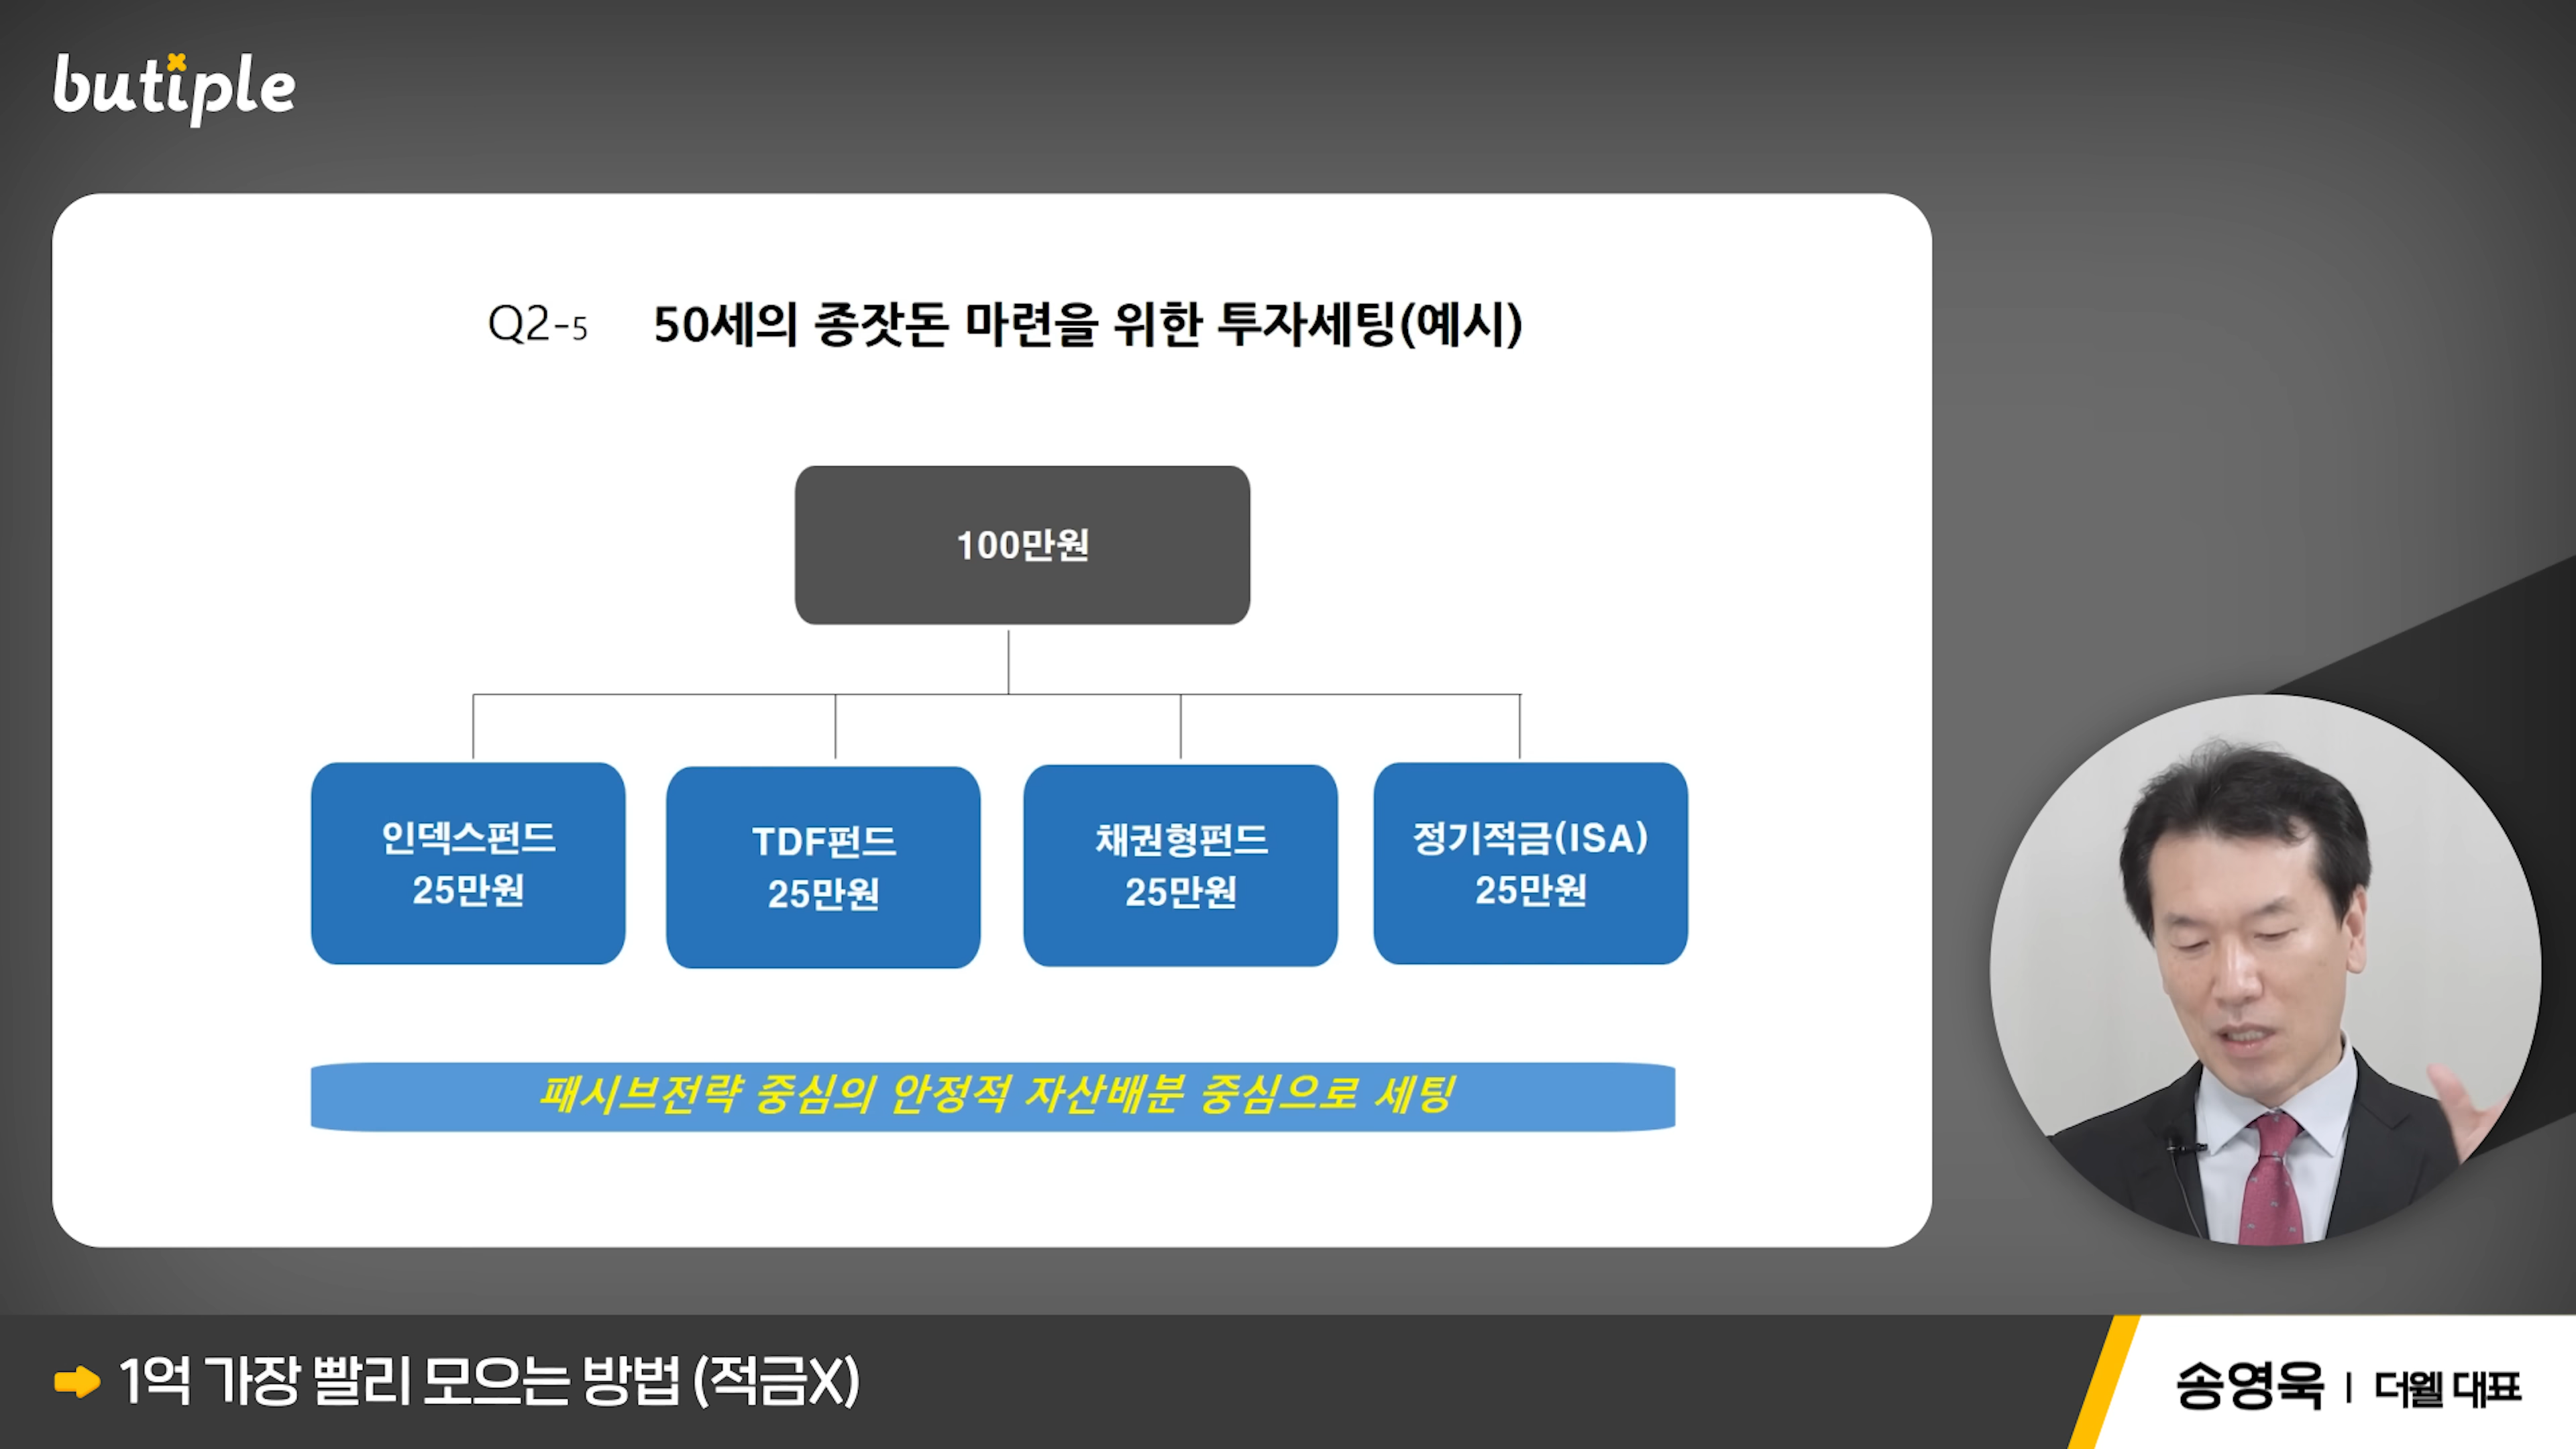 butiple
Q2-5 50세의 종잣돈 마련을 위한 투자세팅(예시)
100만원
인덱스펀드
25만원
TDF펀드
25만원
채권형펀드
25만원
정기적금(ISA)
25만원
패시브전략 중심의 안정적 자산배분 중심으로 세팅
1억 가장 빨리 모으는 방법 (적금X)
송영욱 | 더웰 대표